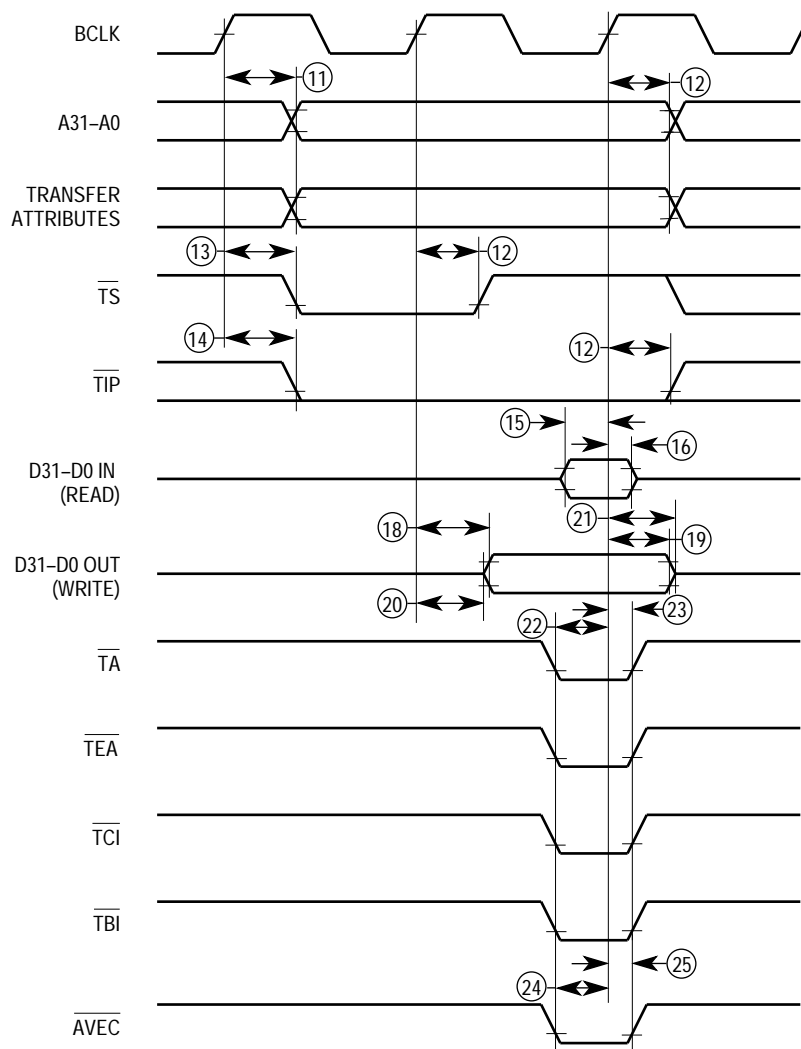 BCLK
11
12
A31–A0
TRANSFER
ATTRIBUTES
13
12
TS
14
12
TIP
15
16
D31–D0 IN
(READ)
21
18
19
D31–D0 OUT
(WRITE)
20
23
22
TA
TEA
TCI
TBI
25
24
AVEC